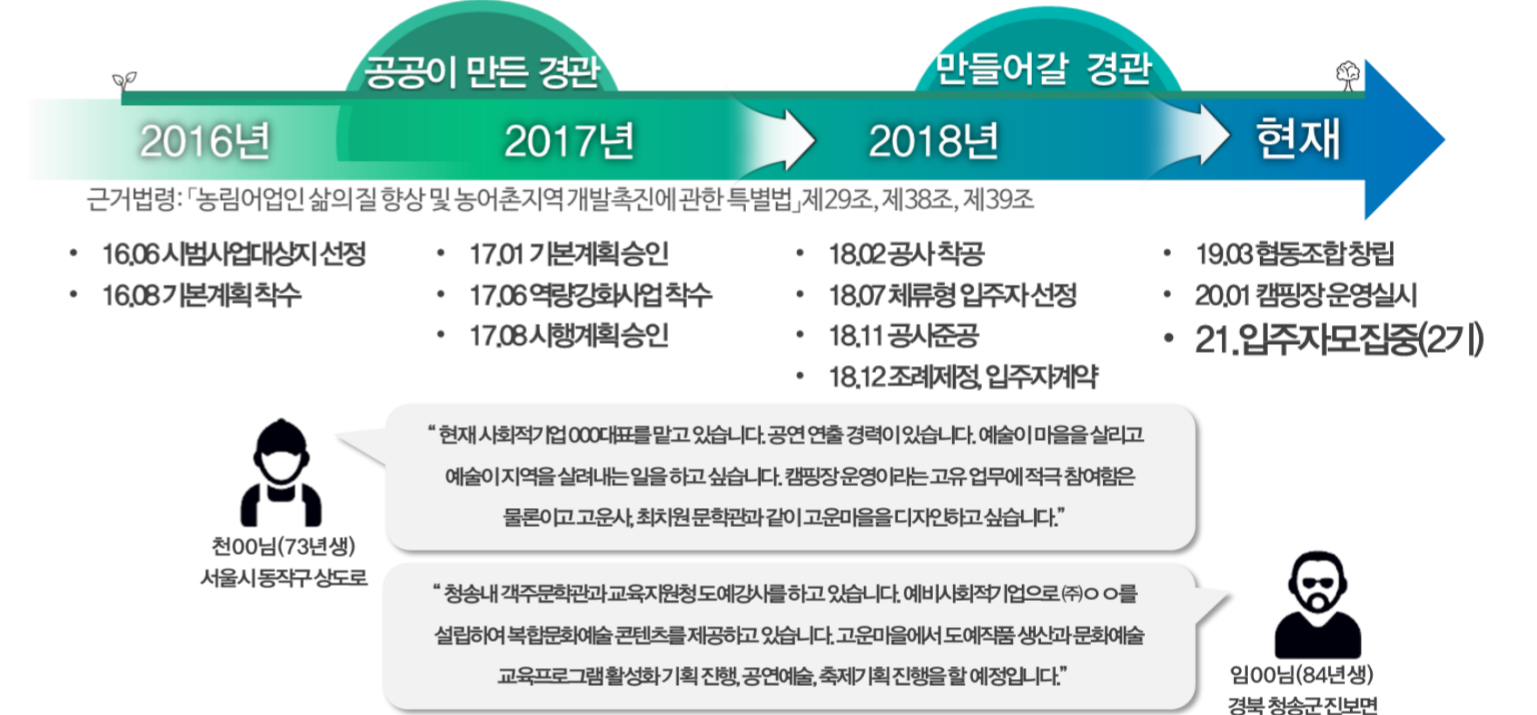 공공이 만든 경관
만들어갈 경관
2016년
2017년
2018년
현재
근거법령: 「농림어업인 삶의 질 향상 및 농어촌지역 개발촉진에 관한 특별법」제29조, 제38조, 제39조
• 16.06 시범사업대상지 선정
• 16.08 기본계획 착수
• 17.01 기본계획 승인
• 17.06 역량강화사업 착수
• 17.08 시행계획 승인
• 18.02 공사 착공
• 18.07 체류형 입주자 선정
• 18.11 공사준공
• 18.12 조례제정, 입주자계약
• 19.03 협동조합 창립
• 20.01 캠핑장 운영실시
• 21.입주자모집중(2기)
“ 현재 사회적기업 000대표를 맡고 있습니다. 공연 연출 경력이 있습니다. 예술이 마을을 살리고
예술이 지역을 살려내는 일을 하고 싶습니다. 캠핑장 운영이라는 고유 업무에 적극 참여함은
물론이고 고운사, 최치원 문학관과 같이 고운마을을 디자인하고 싶습니다.”
천00님(73년생)
서울시 동작구 상도로
“ 청송내 객주문학관과 교육지원청 도예강사를 하고 있습니다. 예비사회적기업으로 ㈜ㅇㅇ를
설립하여 복합문화예술 콘텐츠를 제공하고 있습니다. 고운마을에서 도예작품 생산과 문화예술
교육프로그램 활성화 기획 진행, 공연예술, 축제기획 진행을 할 예정입니다.”
임00님(84년생)
경북 청송군 진보면